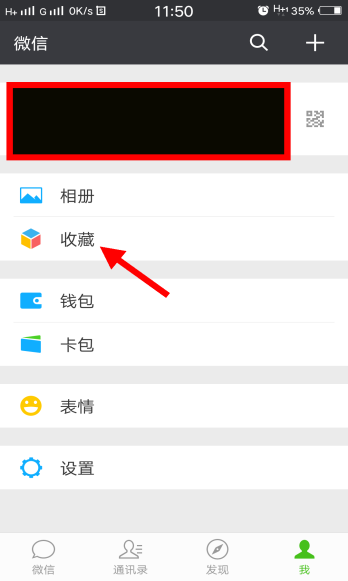 H+ G 0K/s 11:50 H+ 35%
微信
相册
收藏
钱包
卡包
表情
设置
微信 通讯录 发现 我